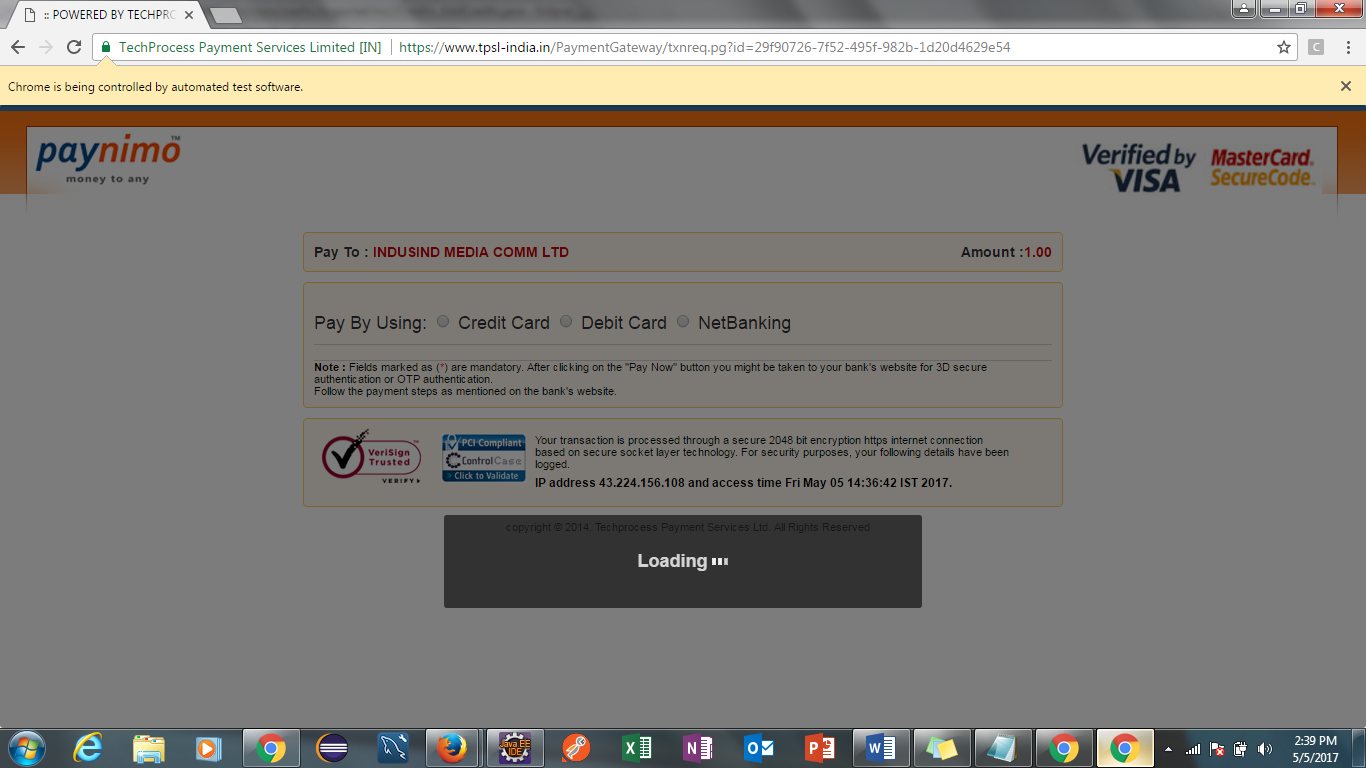 :: POWERED BY TECHPRO
TechProcess Payment Services Limited [IN] https://www.tpsl-india.in/PaymentGateway/txnreq.pg?id=29f90726-7f52-495f-982b-1d20d4629e54
C
Chrome is being controlled by automated test software.
paynimo™
money to any
Verified by
VISA
MasterCard.
SecureCode.
Pay To : INDUSIND MEDIA COMM LTD Amount :1.00
Pay By Using: Credit Card Debit Card NetBanking
Note : Fields marked as (*) are mandatory. After clicking on the "Pay Now" button you might be taken to your bank's website for 3D secure
authentication or OTP authentication.
Follow the payment steps as mentioned on the bank's website.
VeriSign
Trusted
VERIFY
PCI Compliant
ControlCase
Click to Validate
Your transaction is processed through a secure 2048 bit encryption https internet connection
based on secure socket layer technology. For security purposes, your following details have been
logged.
IP address 43.224.156.108 and access time Fri May 05 14:36:42 IST 2017.
copyright © 2014. Techprocess Payment Services Ltd. All Rights Reserved
Loading
Java EE
IDE
2:39 PM
5/5/2017